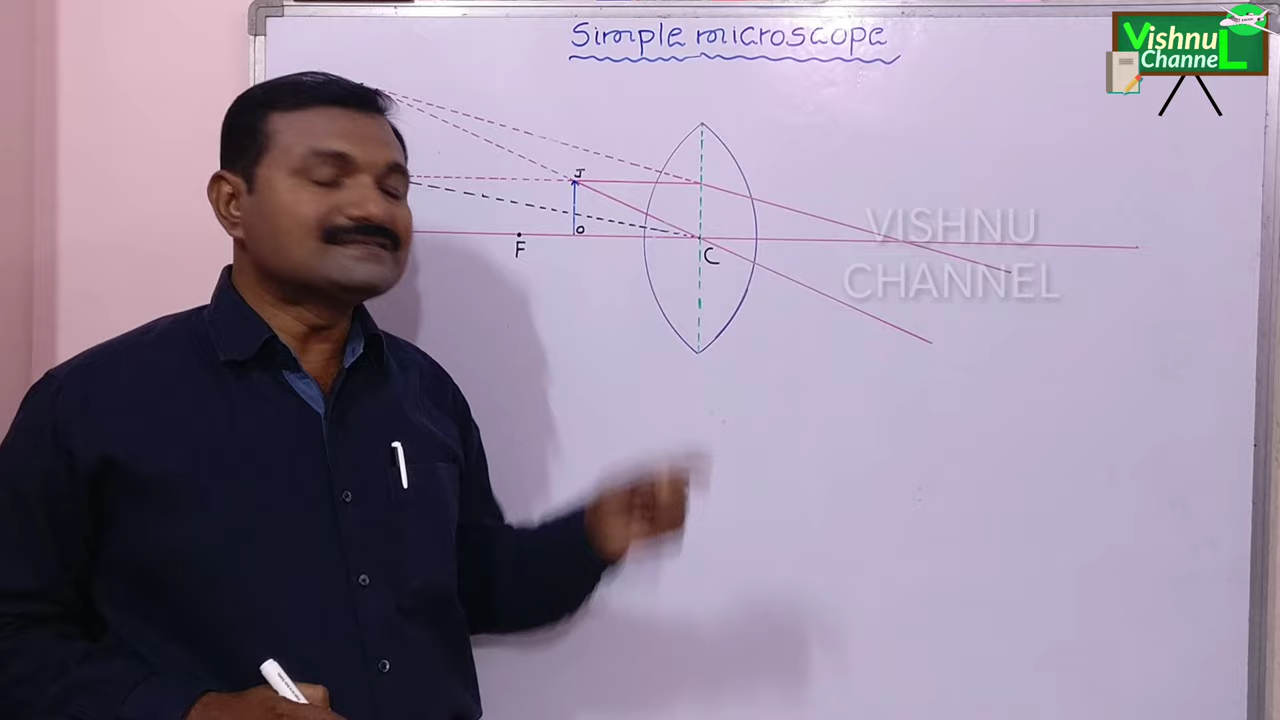 Simple microscope
Vishnu
Channel
J
O
F
C
VISHNU
CHANNEL